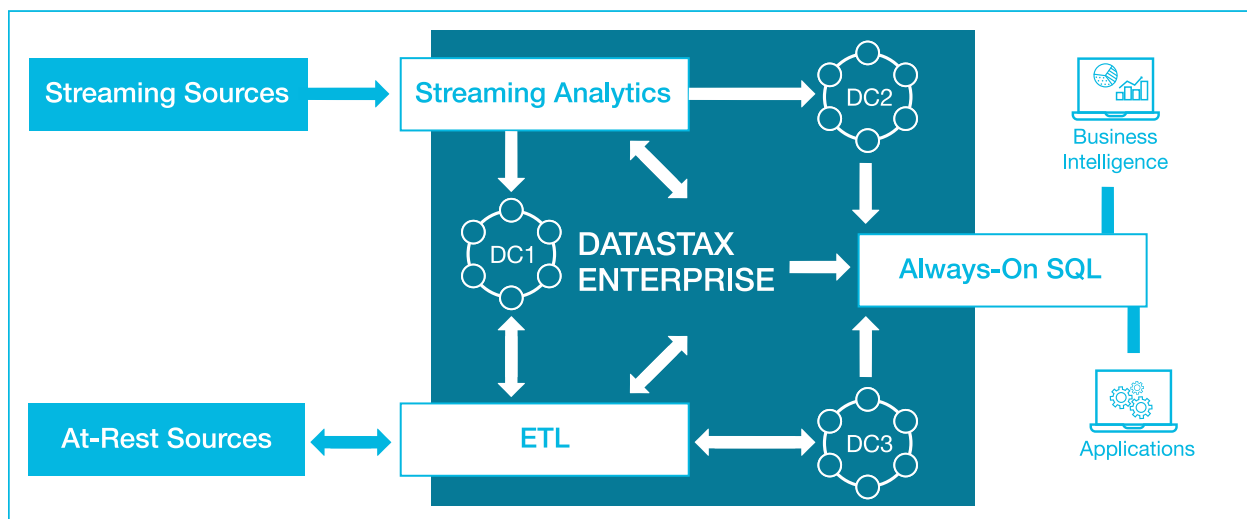 Streaming Sources
Streaming Analytics
DC2
Business
Intelligence
DC1
DATASTAX
ENTERPRISE
Always-On SQL
At-Rest Sources
ETL
DC3
Applications